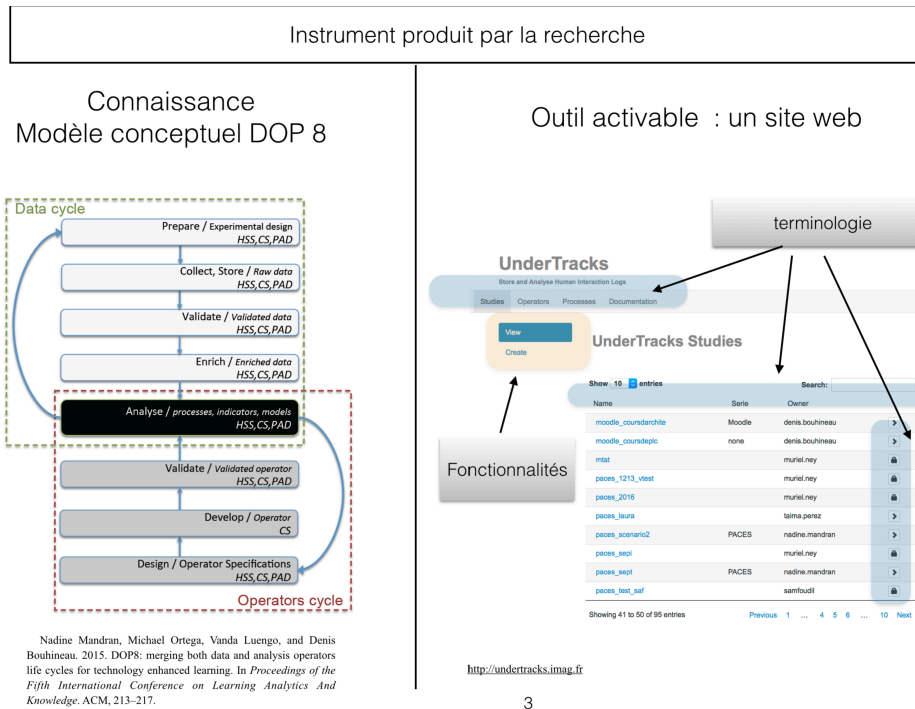 Instrument produit par la recherche
Connaissance
Modèle conceptuel DOP 8
Data cycle
Prepare / Experimental design
HSS,CS,PAD
Collect, Store / Raw data
HSS,CS,PAD
Validate / Validated data
HSS,CS,PAD
Enrich / Enriched data
HSS,CS,PAD
Analyse / processes, indicators, models
HSS,CS,PAD
Validate / Validated operator
HSS,CS,PAD
Develop / Operator
CS
Design / Operator Specifications
HSS,CS,PAD
Operators cycle
Nadine Mandran, Michael Ortega, Vanda Luengo, and Denis
Bouhineau. 2015. DOP8: merging both data and analysis operators
life cycles for technology enhanced learning. In Proceedings of the
Fifth International Conference on Learning Analytics And
Knowledge. ACM, 213–217.
Outil activable : un site web
terminologie
UnderTracks
Store and Analyse Human Interaction Logs
Studies Operators Processes Documentation
View
Create
UnderTracks Studies
Fonctionnalités
Show 10 entries Search:
Name Serie Owner
moodle_coursdarchite Moodle denis.bouhineau
moodle_coursdeplc none denis.bouhineau
mtat muriel.ney
paces_1213_vtest muriel.ney
paces_2016 muriel.ney
paces_laura taima.perez
paces_scenario2 PACES nadine.mandran
paces_sepi muriel.ney
paces_sept PACES nadine.mandran
paces_test_saf samfoudil
Showing 41 to 50 of 95 entries Previous 1 ... 4 5 6 ... 10 Next
http://undertracks.imag.fr
3